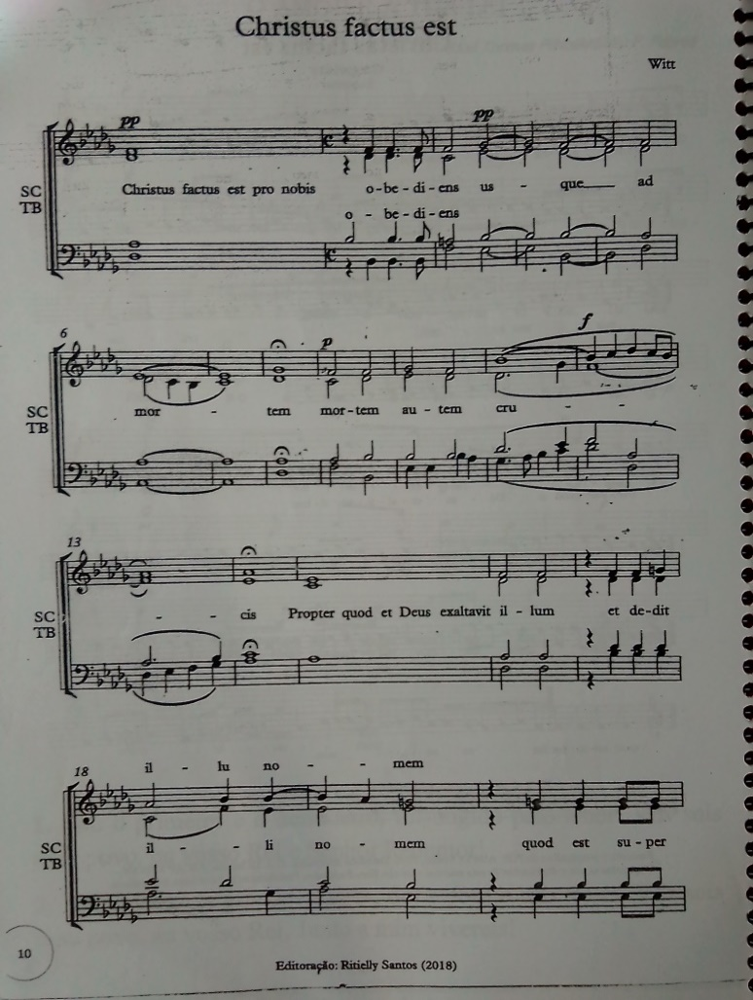 Christus factus est
Witt
pp
pp
SC
TB
Christus factus est pro nobis o-be-di-ens us - que ad
o - be-di-ens
6
p
f
SC
TB
mor - tem mor-tem au-tem cru - -
13
SC
TB
- - cis Propter quod et Deus exaltavit il-lum et de-dit
18
il - lu no - - mem
SC
TB
il - - li no - mem quod est su-per
10
Editoração: Ritielly Santos (2018)